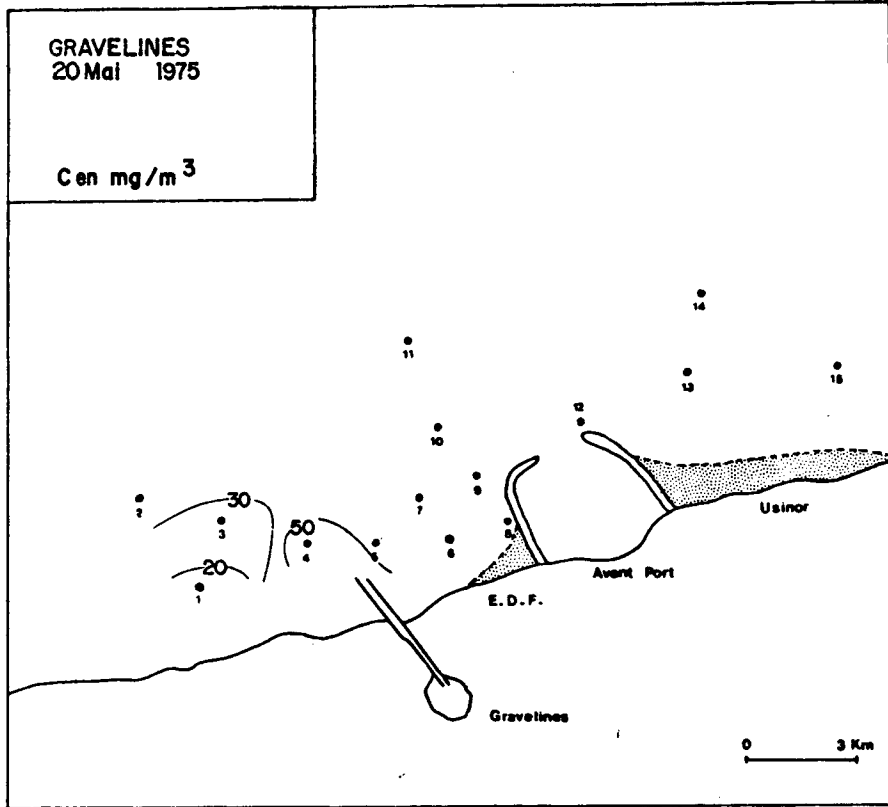 GRAVELINES
20 Mai 1975
C en mg/m³
14
11
13
15
12
10
9
2
30
7
3
50
8
4
5
6
20
1
Usinor
Avant Port
E.D.F.
Gravelines
0 3 Km